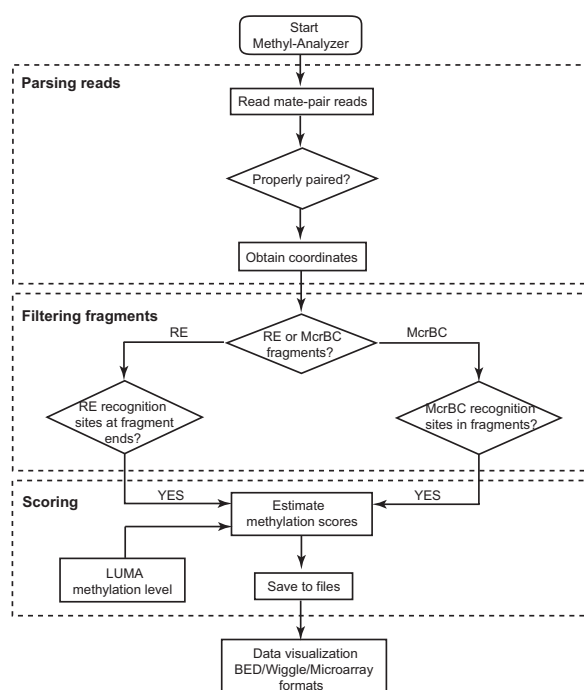 Start
Methyl-Analyzer
Parsing reads
Read mate-pair reads
Properly paired?
Obtain coordinates
Filtering fragments
RE
RE or McrBC
fragments?
McrBC
RE recognition
sites at fragment
ends?
McrBC recognition
sites in fragments?
YES
YES
Scoring
Estimate
methylation scores
LUMA
methylation level
Save to files
Data visualization
BED/Wiggle/Microarray
formats